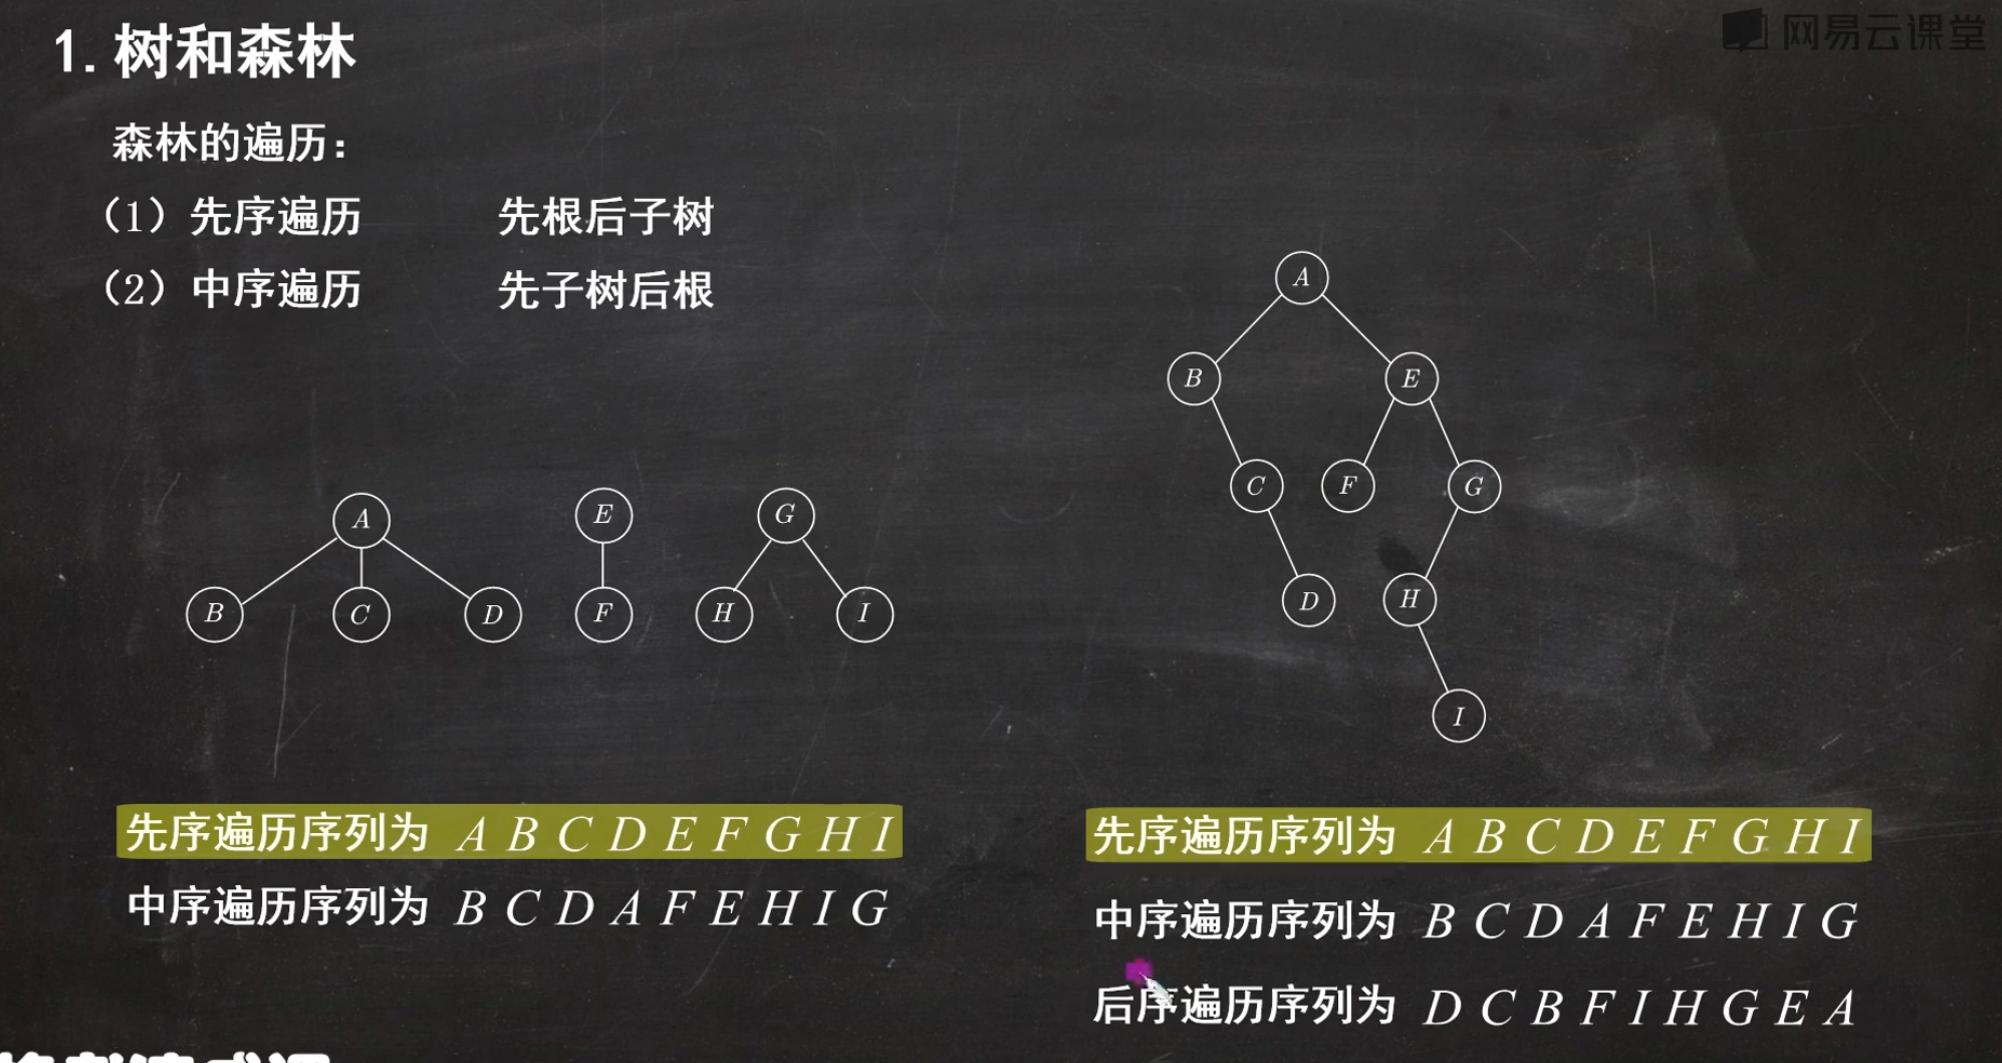 1. 树和森林
网易云课堂
森林的遍历：
（1）先序遍历 先根后子树
（2）中序遍历 先子树后根
A
B E
C F G
D H
I
A E G
B C D F H I
先序遍历序列为 A B C D E F G H I
中序遍历序列为 B C D A F E H I G
先序遍历序列为 A B C D E F G H I
中序遍历序列为 B C D A F E H I G
后序遍历序列为 D C B F I H G E A